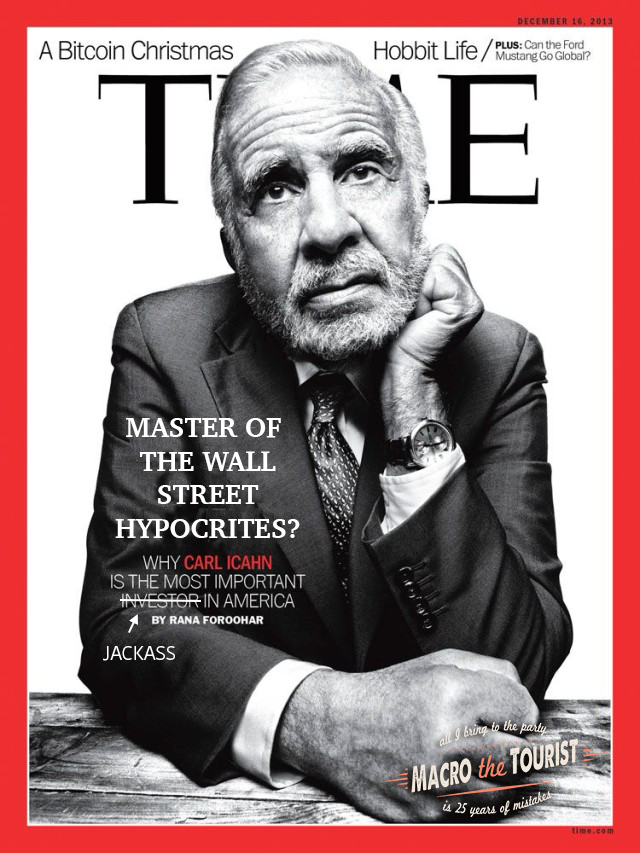 DECEMBER 16, 2013
A Bitcoin Christmas
Hobbit Life / PLUS: Can the Ford
Mustang Go Global?
TIME
MASTER OF
THE WALL
STREET
HYPOCRITES?
WHY CARL ICAHN
IS THE MOST IMPORTANT
INVESTOR IN AMERICA
BY RANA FOROOHAR
JACKASS
all I bring to the party
MACRO the TOURIST
is 25 years of mistakes
time.com